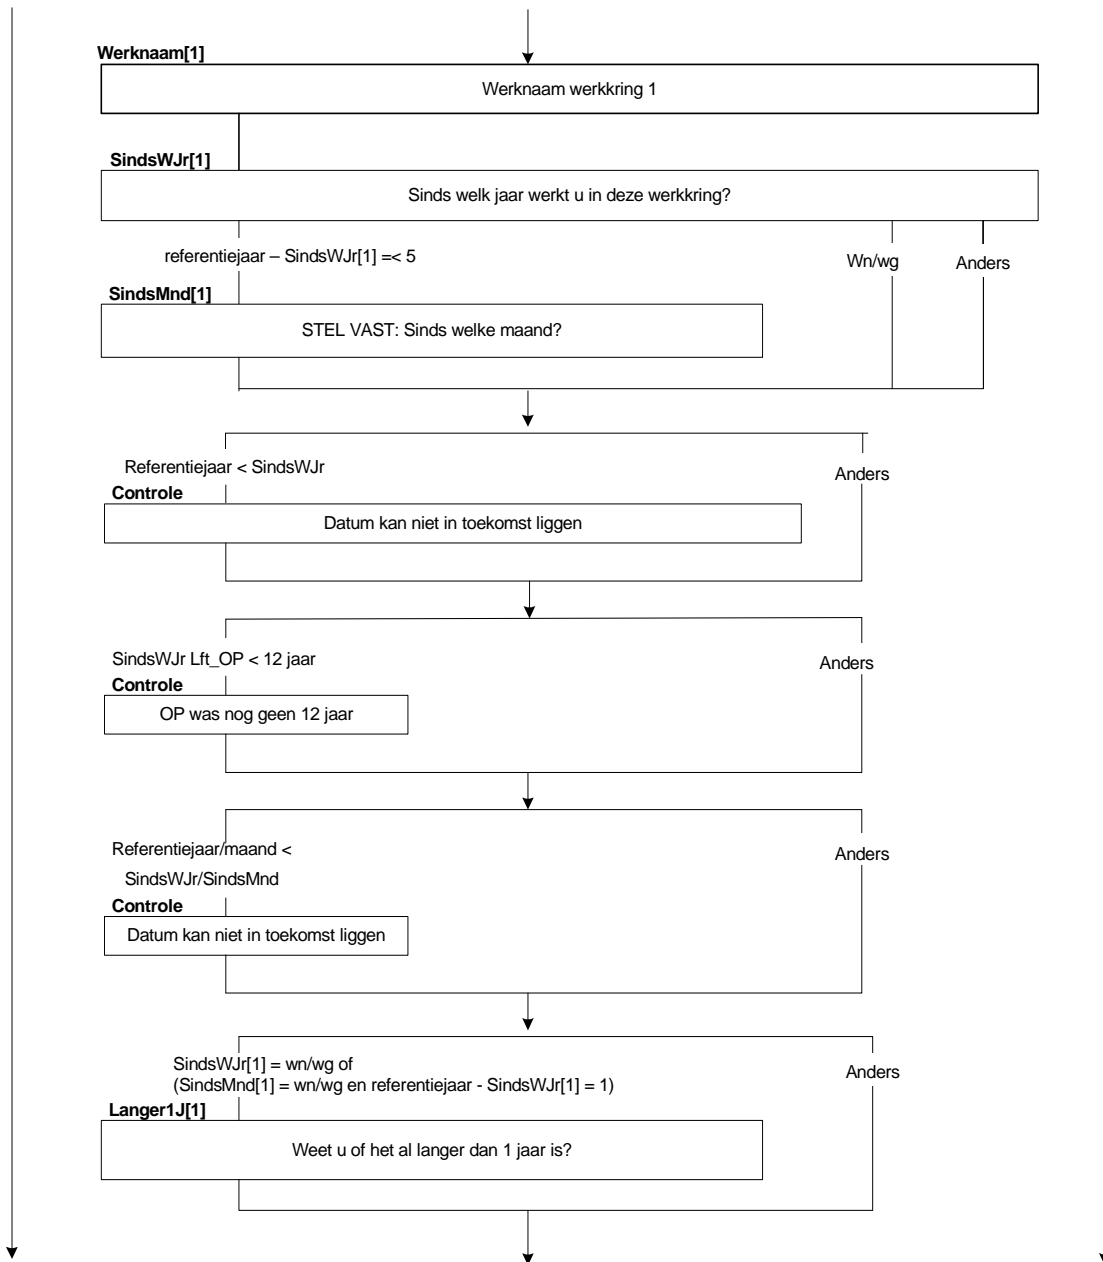 Werknaam[1]
Werknaam werkkring 1
SindsWJr[1]
Sinds welk jaar werkt u in deze werkkring?
referentiejaar – SindsWJr[1] =< 5
Wn/wg
Anders
SindsMnd[1]
STEL VAST: Sinds welke maand?
Referentiejaar < SindsWJr
Anders
Controle
Datum kan niet in toekomst liggen
SindsWJr Lft_OP < 12 jaar
Anders
Controle
OP was nog geen 12 jaar
Referentiejaar/maand <
Anders
SindsWJr/SindsMnd
Controle
Datum kan niet in toekomst liggen
SindsWJr[1] = wn/wg of
Anders
(SindsMnd[1] = wn/wg en referentiejaar - SindsWJr[1] = 1)
Langer1J[1]
Weet u of het al langer dan 1 jaar is?